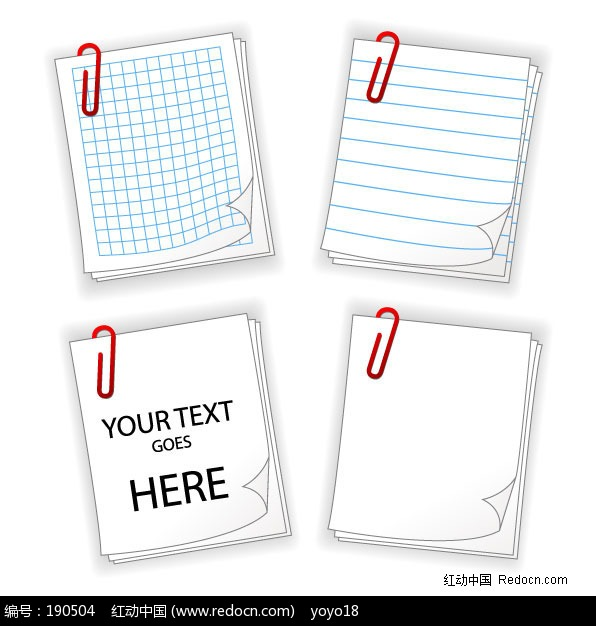 YOUR TEXT
GOES
HERE
红动中国 Redocn.com
编号：190504 红动中国 (www.redocn.com) yoyo18